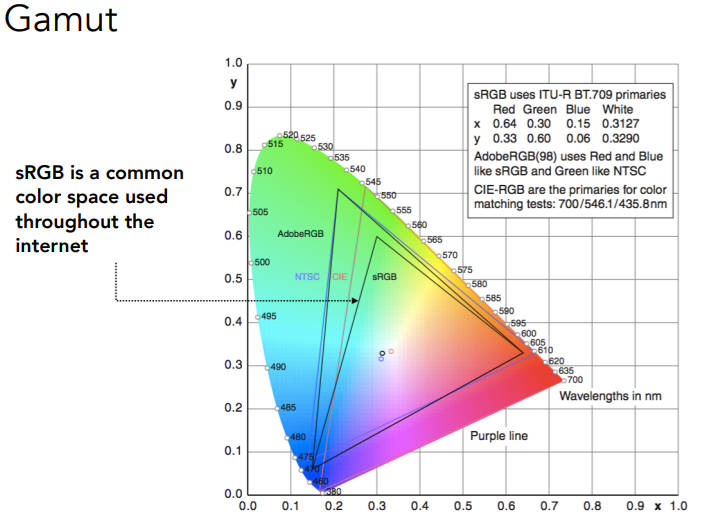 Gamut
sRGB is a common
color space used
throughout the
internet
y
1.0
0.9
0.8
0.7
0.6
0.5
0.4
0.3
0.2
0.1
0.0
0.0 0.1 0.2 0.3 0.4 0.5 0.6 0.7 0.8 0.9 x 1.0
sRGB uses ITU-R BT.709 primaries
Red Green Blue White
x 0.64 0.30 0.15 0.3127
y 0.33 0.60 0.06 0.3290
AdobeRGB(98) uses Red and Blue
like sRGB and Green like NTSC
CIE-RGB are the primaries for color
matching tests: 700/546.1/435.8nm
AdobeRGB
NTSC CIE sRGB
380
460
470
475
480
485
490
495
500
505
510
515
520
525
530
535
540
545
550
555
560
565
570
575
580
585
590
595
600
605
610
620
635
700
Wavelengths in nm
Purple line